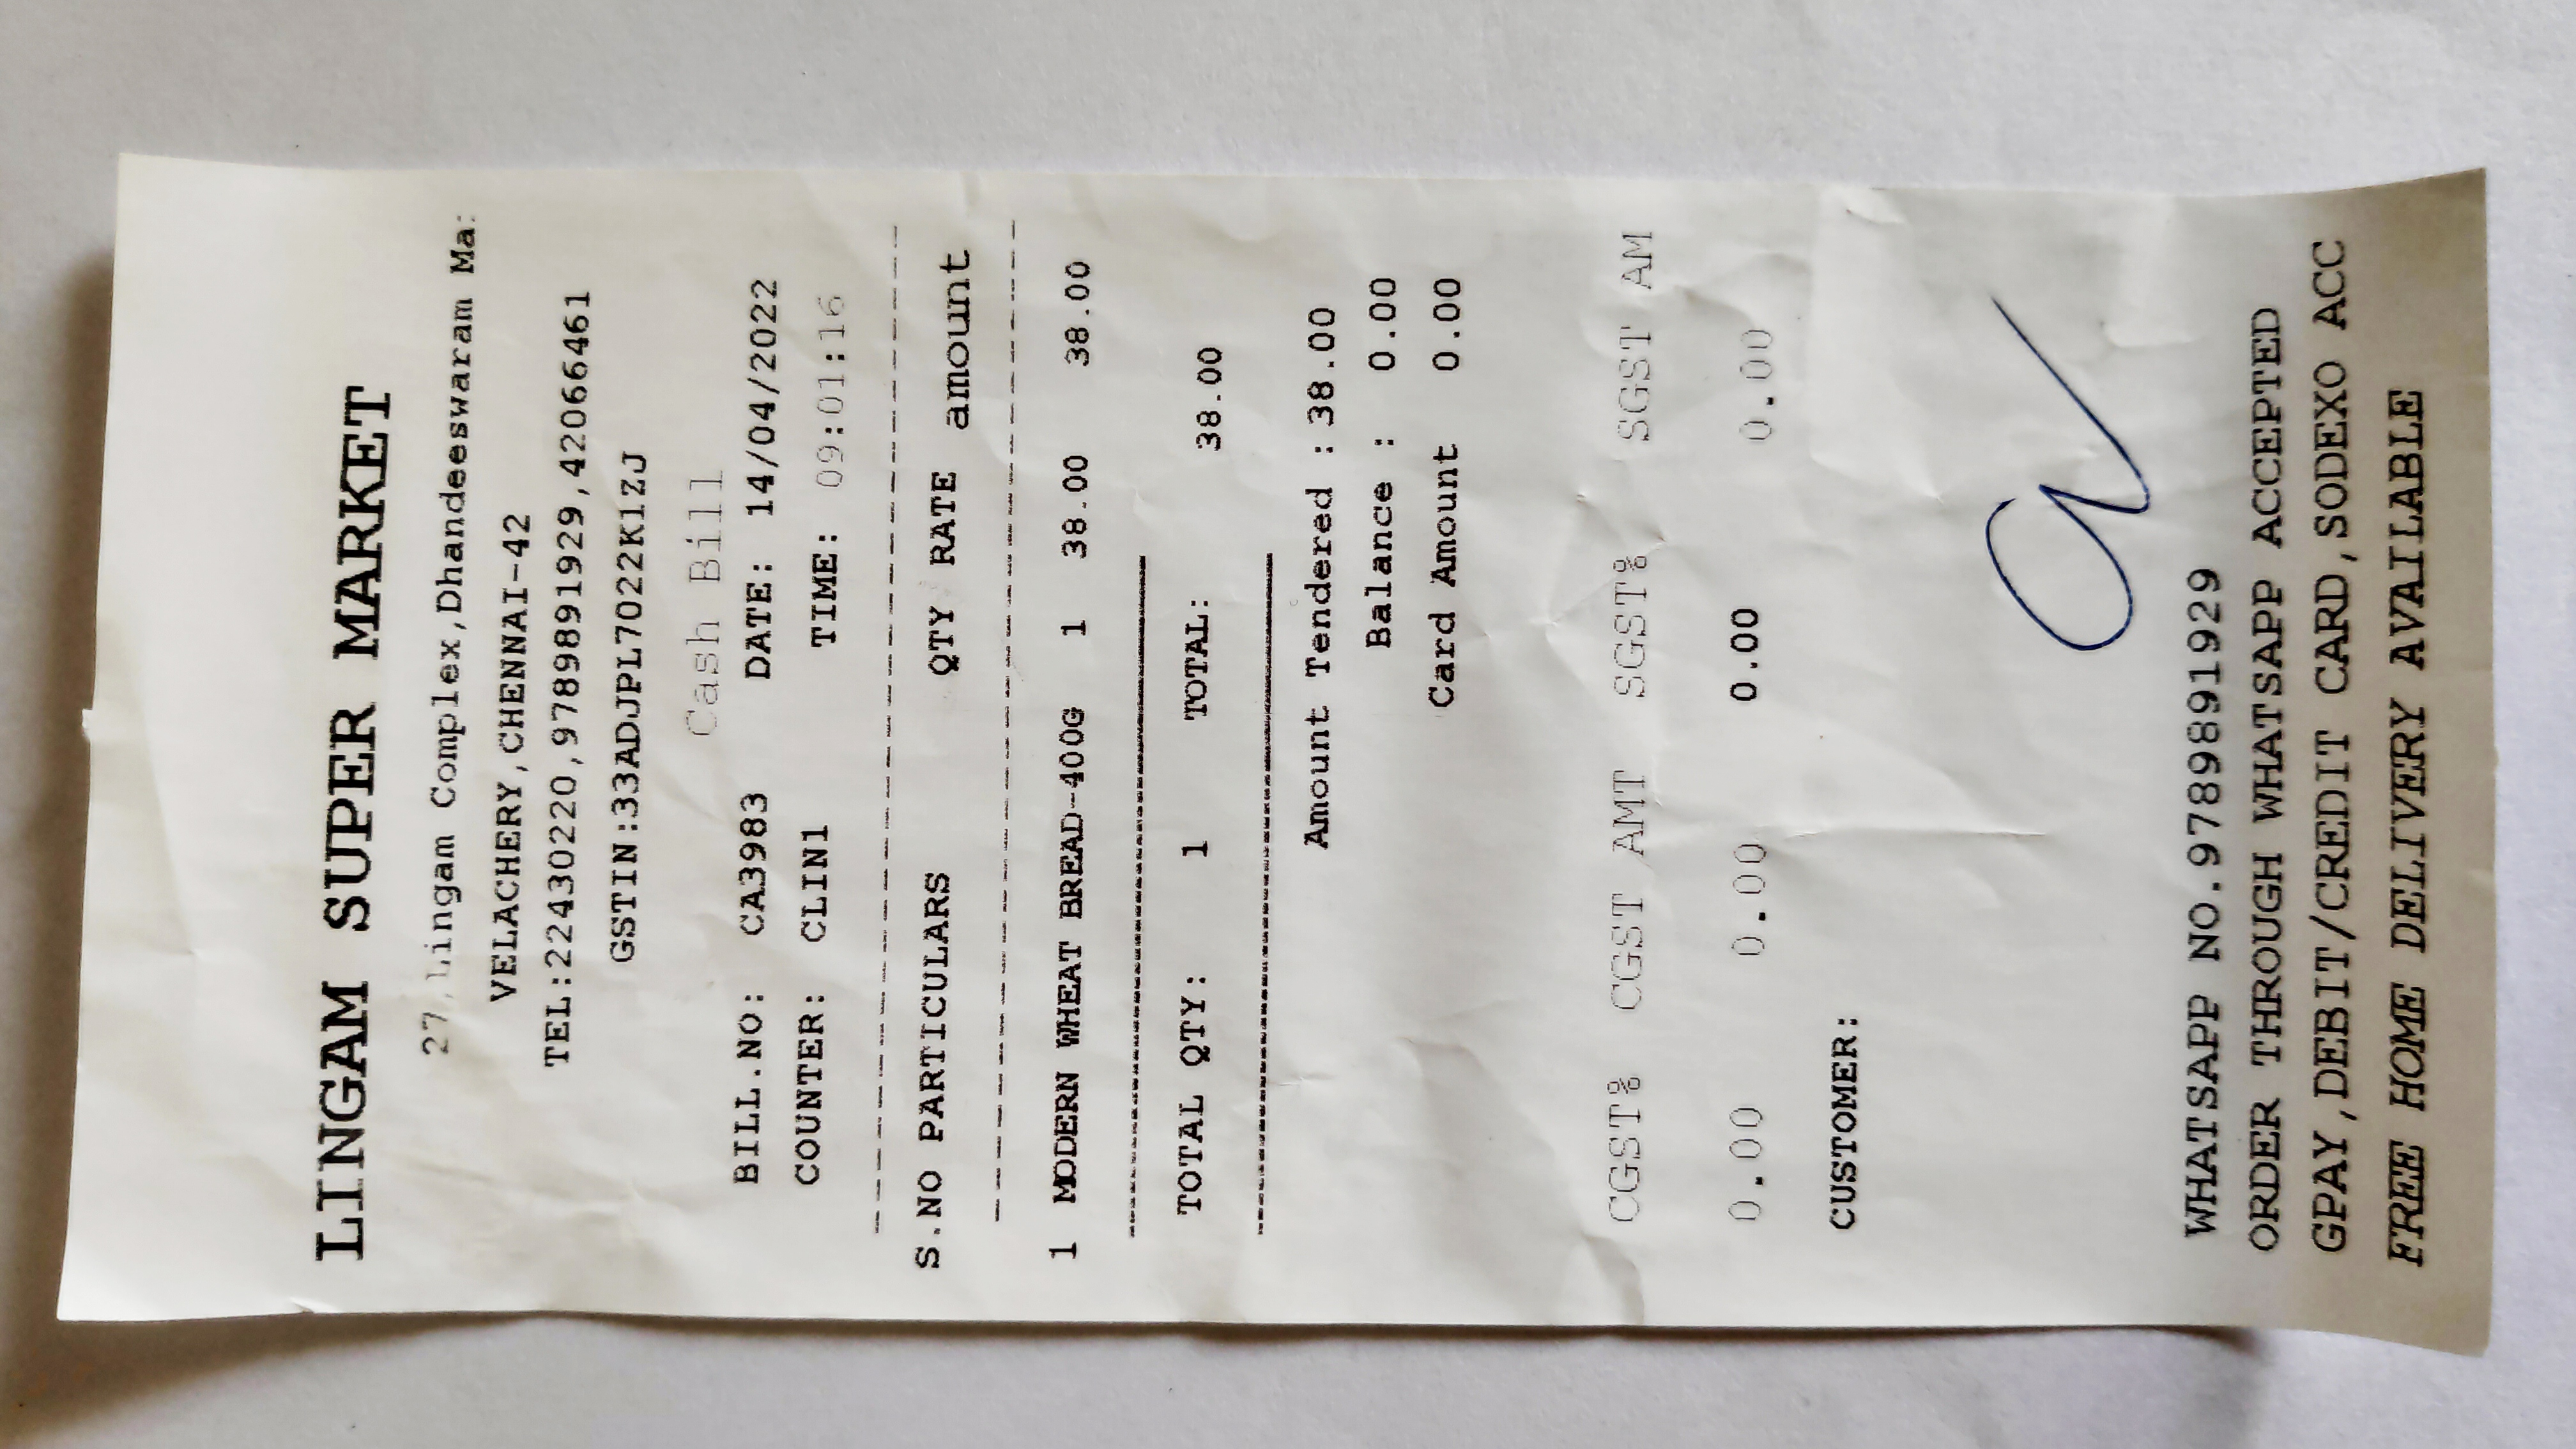 LINGAM SUPER MARKET
27,Lingam Complex,Dhandeeswaram Ma
VELACHERY,CHENNAI-42
TEL:22430220,9789891929,42066461
GSTIN:33ADJPL7022K1ZJ
Cash Bill
BILL.NO: CA3983 DATE: 14/04/2022
COUNTER: CLIN1 TIME: 09:01:16
S.NO PARTICULARS QTY RATE amount
1 MODERN WHEAT BREAD-400G 1 38.00 38.00
TOTAL QTY: 1 TOTAL: 38.00
Amount Tendered : 38.00
Balance : 0.00
Card Amount 0.00
CGST% CGST AMT SGST% SGST AM
0.00 0.00 0.00 0.00
CUSTOMER:
WHATSAPP NO.9789891929
ORDER THROUGH WHATSAPP ACCEPTED
GPAY,DEBIT/CREDIT CARD,SODEXO ACC
FREE HOME DELIVERY AVAILABLE